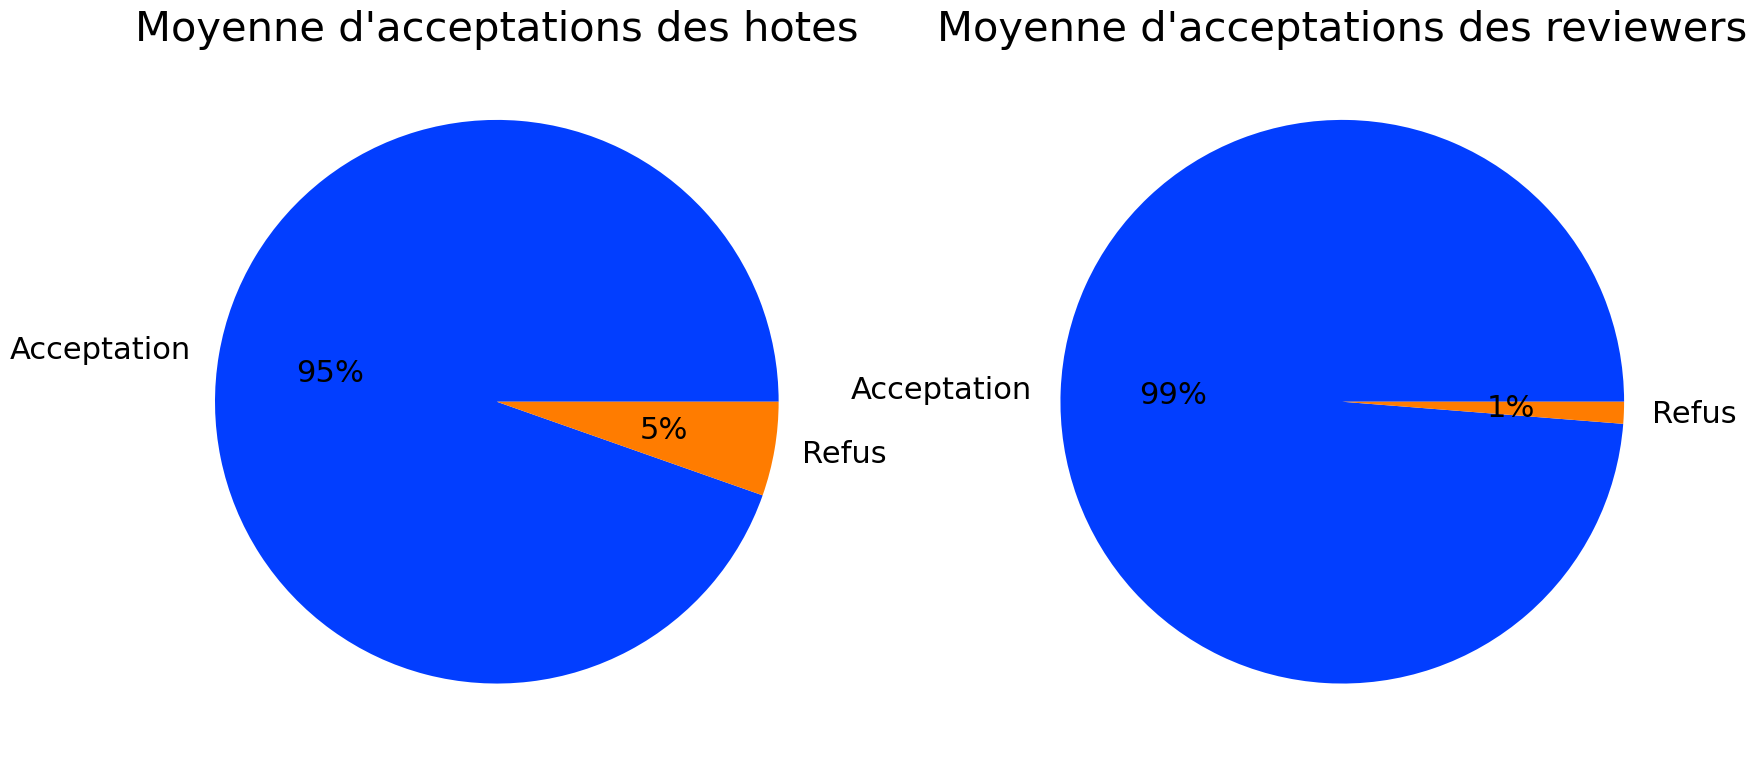 Moyenne d'acceptations des hotes
Acceptation
95%
5%
Refus
Moyenne d'acceptations des reviewers
Acceptation
99%
1%
Refus